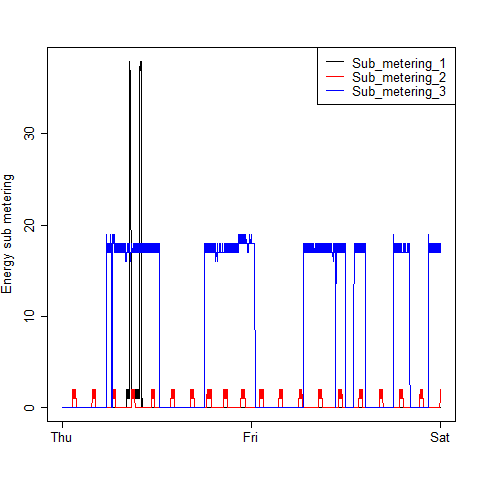 Sub_metering_1
Sub_metering_2
Sub_metering_3
Energy sub metering
30
20
10
0
Thu Fri Sat